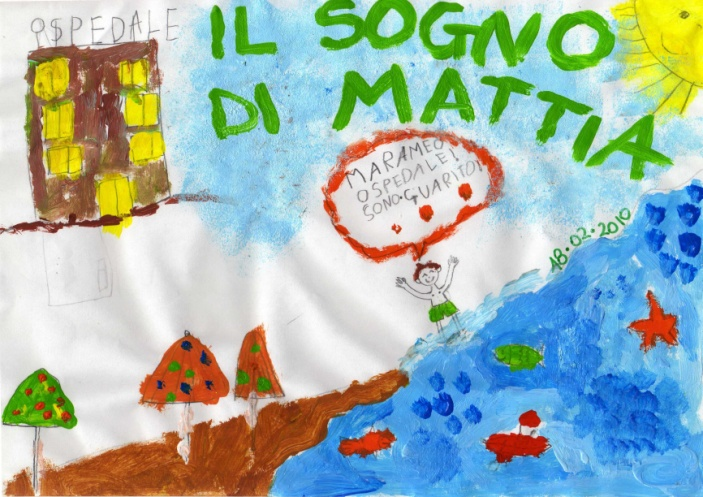 OSPEDALE
IL SOGNO
DI MATTIA
MARAMEO
OSPEDALE!
SONO GUARITO!
18.02.2010